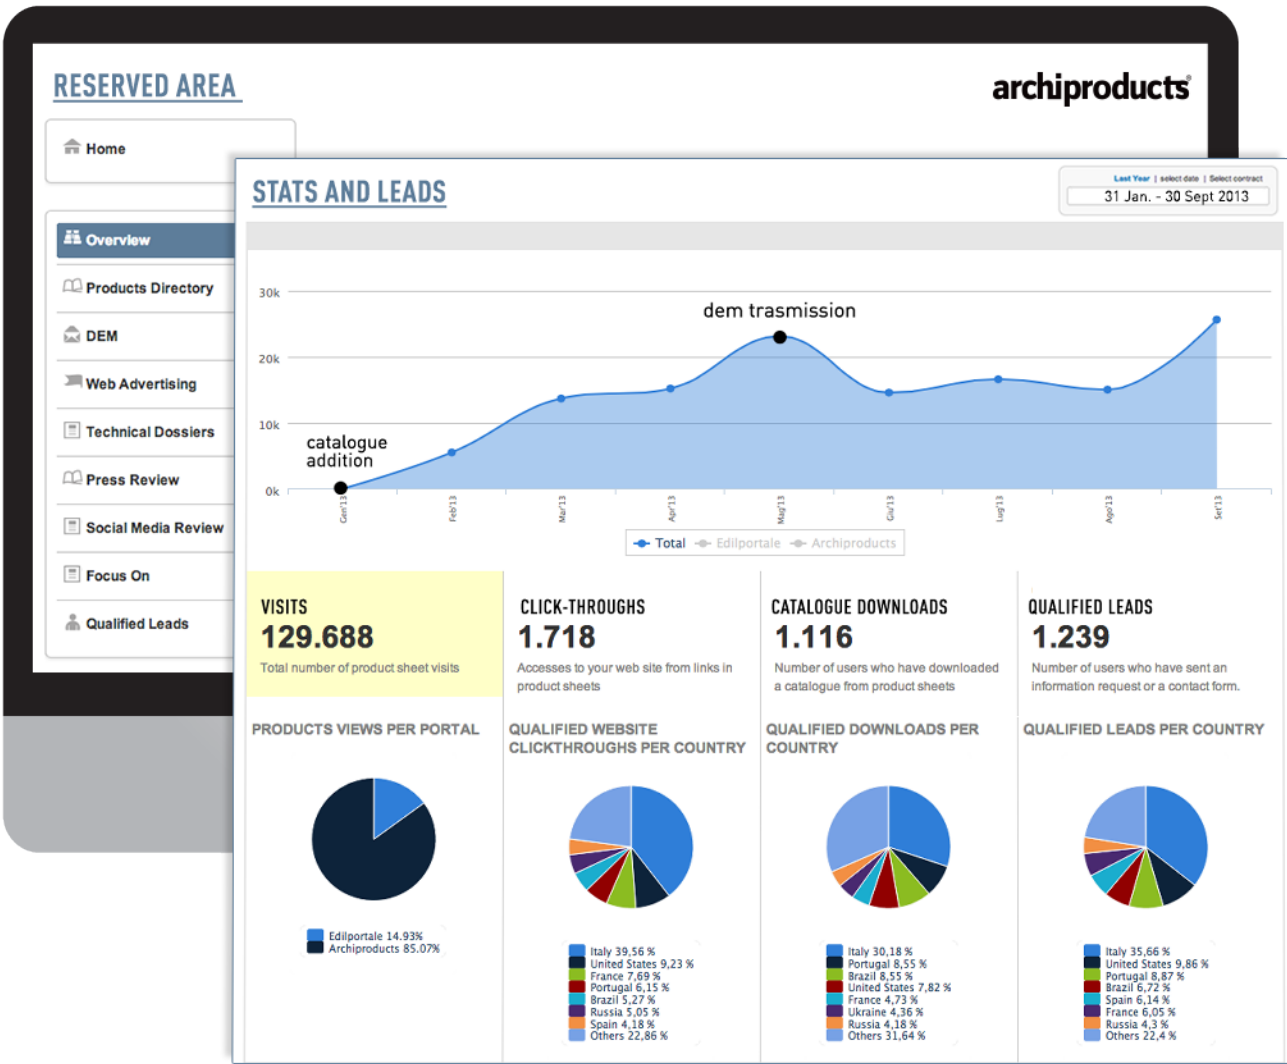 RESERVED AREA
archiproducts®
Home
Overview
Products Directory
DEM
Web Advertising
Technical Dossiers
Press Review
Social Media Review
Focus On
Qualified Leads
STATS AND LEADS
Last Year | select date | Select contract
31 Jan. - 30 Sept 2013
30k
20k
10k
0k
dem trasmission
catalogue
addition
Gen'13
Feb'13
Mar'13
Apr'13
Mag'13
Giu'13
Lug'13
Ago'13
Set'13
Total Edilportale Archiproducts
VISITS
129.688
Total number of product sheet visits
CLICK-THROUGHS
1.718
Accesses to your web site from links in
product sheets
CATALOGUE DOWNLOADS
1.116
Number of users who have downloaded
a catalogue from product sheets
QUALIFIED LEADS
1.239
Number of users who have sent an
information request or a contact form.
PRODUCTS VIEWS PER PORTAL
Edilportale 14.93%
Archiproducts 85.07%
QUALIFIED WEBSITE
CLICKTHROUGHS PER COUNTRY
Italy 39,56 %
United States 9,23 %
France 7,69 %
Portugal 6,15 %
Brazil 5,27 %
Russia 5,05 %
Spain 4,18 %
Others 22,86 %
QUALIFIED DOWNLOADS PER
COUNTRY
Italy 30,18 %
Portugal 8,55 %
Brazil 8,55 %
United States 7,82 %
France 4,73 %
Ukraine 4,36 %
Russia 4,18 %
Others 31,64 %
QUALIFIED LEADS PER COUNTRY
Italy 35,66 %
United States 9,86 %
Portugal 8,87 %
Brazil 6,72 %
Spain 6,14 %
France 6,05 %
Russia 4,3 %
Others 22,4 %